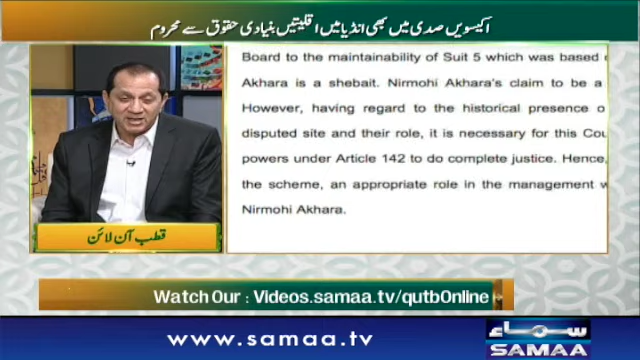 اکیسویں صدی میں بھی انڈیا میں اقلیتیں بنیادی حقوق سے محروم
Board to the maintainability of Suit 5 which was based
Akhara is a shebait. Nirmohi Akhara's claim to be a
However, having regard to the historical presence o
disputed site and their role, it is necessary for this Cou
powers under Article 142 to do complete justice. Hence,
the scheme, an appropriate role in the management w
Nirmohi Akhara.
قطب آن لائن
Watch Our : Videos.samaa.tv/qutbOnline
www.samaa.tv
سماء
SAMAA